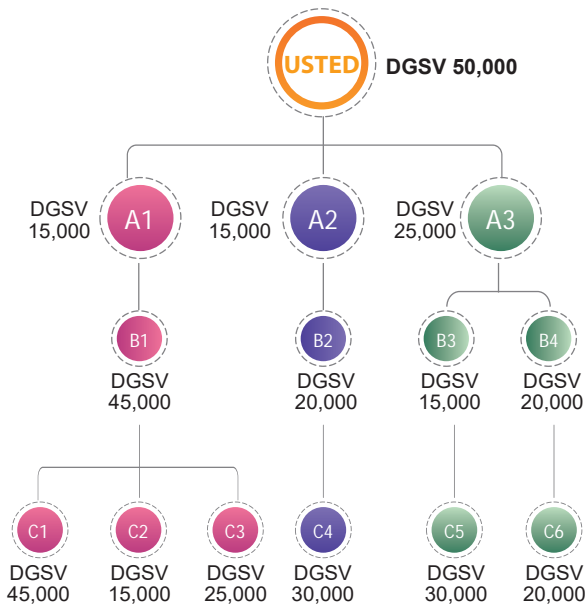 USTED
DGSV 50,000
DGSV
15,000
A1
DGSV
15,000
A2
DGSV
25,000
A3
B1
B2
B3
B4
DGSV
45,000
DGSV
20,000
DGSV
15,000
DGSV
20,000
C1
C2
C3
C4
C5
C6
DGSV
45,000
DGSV
15,000
DGSV
25,000
DGSV
30,000
DGSV
30,000
DGSV
20,000